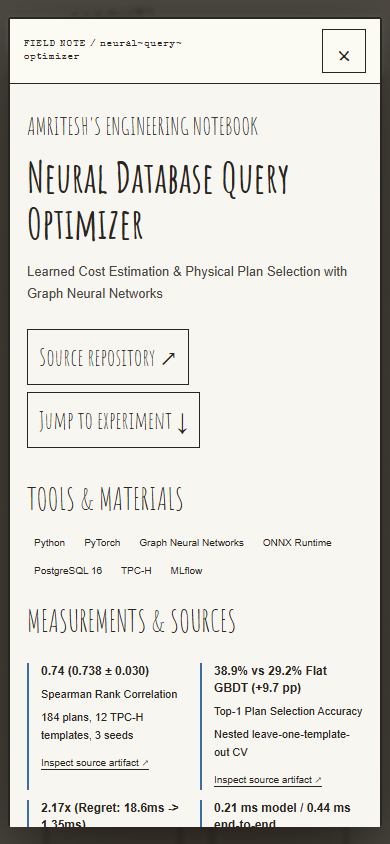 FIELD NOTE / neural-query-
optimizer
×
AMRITESH'S ENGINEERING NOTEBOOK
NEURAL DATABASE QUERY
OPTIMIZER
Learned Cost Estimation & Physical Plan Selection with
Graph Neural Networks
SOURCE REPOSITORY ↗
JUMP TO EXPERIMENT ↓
TOOLS & MATERIALS
Python PyTorch Graph Neural Networks ONNX Runtime
PostgreSQL 16 TPC-H MLflow
MEASUREMENTS & SOURCES
0.74 (0.738 ± 0.030)
Spearman Rank Correlation
184 plans, 12 TPC-H
templates, 3 seeds
Inspect source artifact ↗
38.9% vs 29.2% Flat
GBDT (+9.7 pp)
Top-1 Plan Selection Accuracy
Nested leave-one-template-
out CV
Inspect source artifact ↗
2.17x (Regret: 18.6ms ->
1.35ms)
0.21 ms model / 0.44 ms
end-to-end